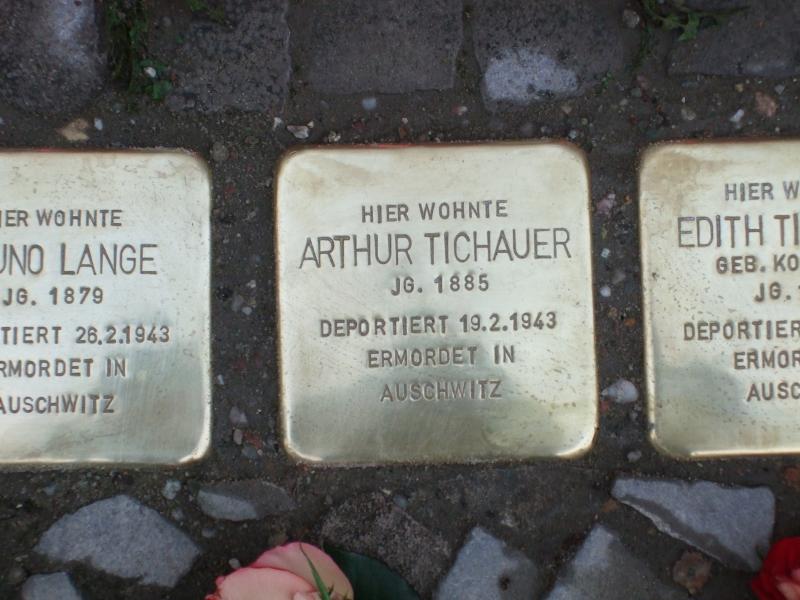 WOHNTE
LANGE
JG. 1879
26.2.1943
IN
AUSCHWITZ
HIER WOHNTE
ARTHUR TICHAUER
JG. 1885
DEPORTIERT 19.2.1943
ERMORDET IN
AUSCHWITZ
HIER
EDITH
GEB.
JG.